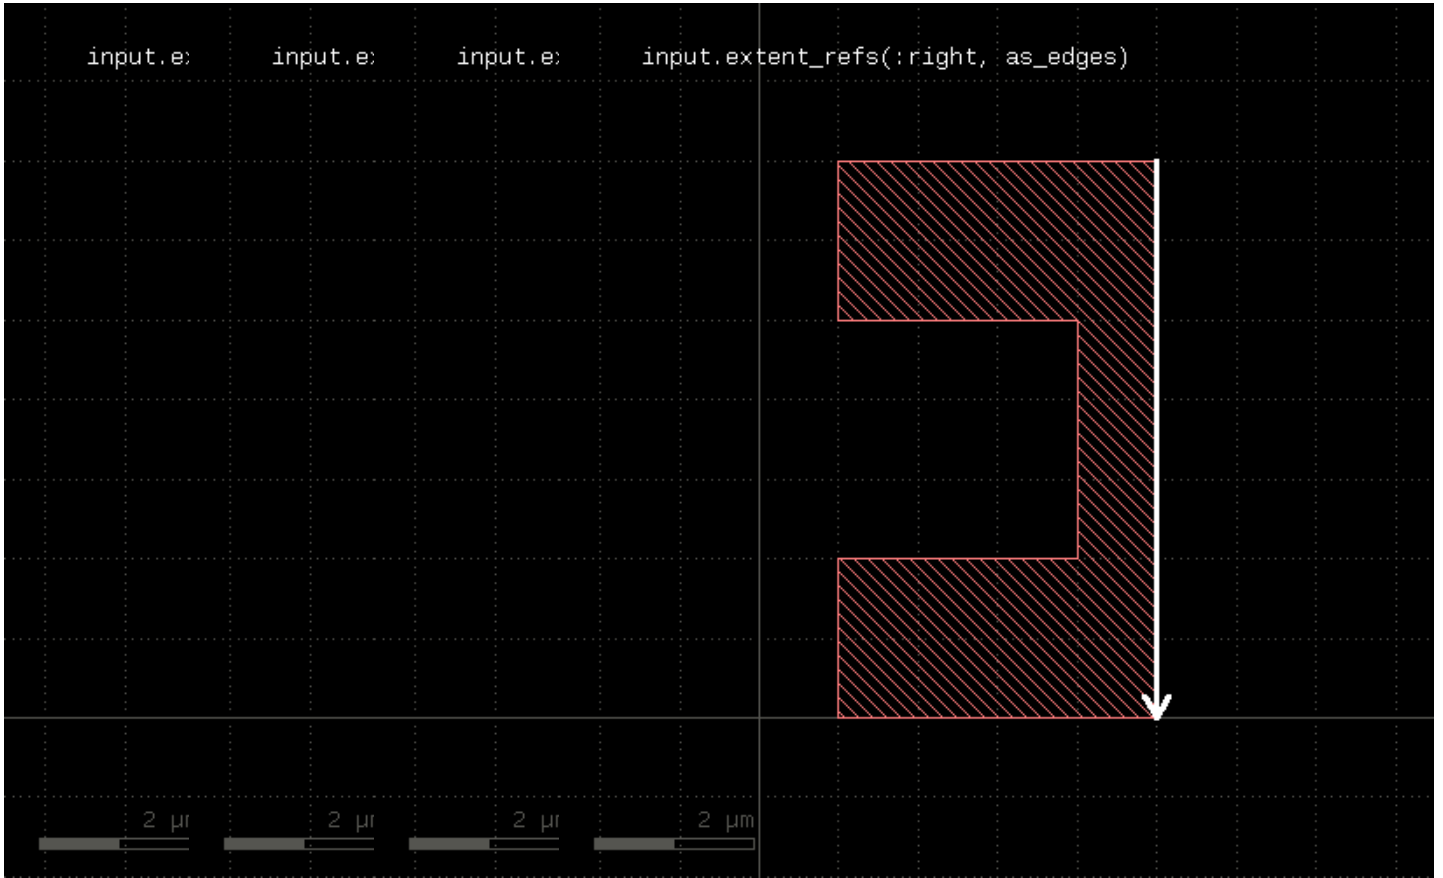 input.e input.e input.e input.extent_refs(:right, as_edges)
2 µ 2 µ 2 µ 2 µm